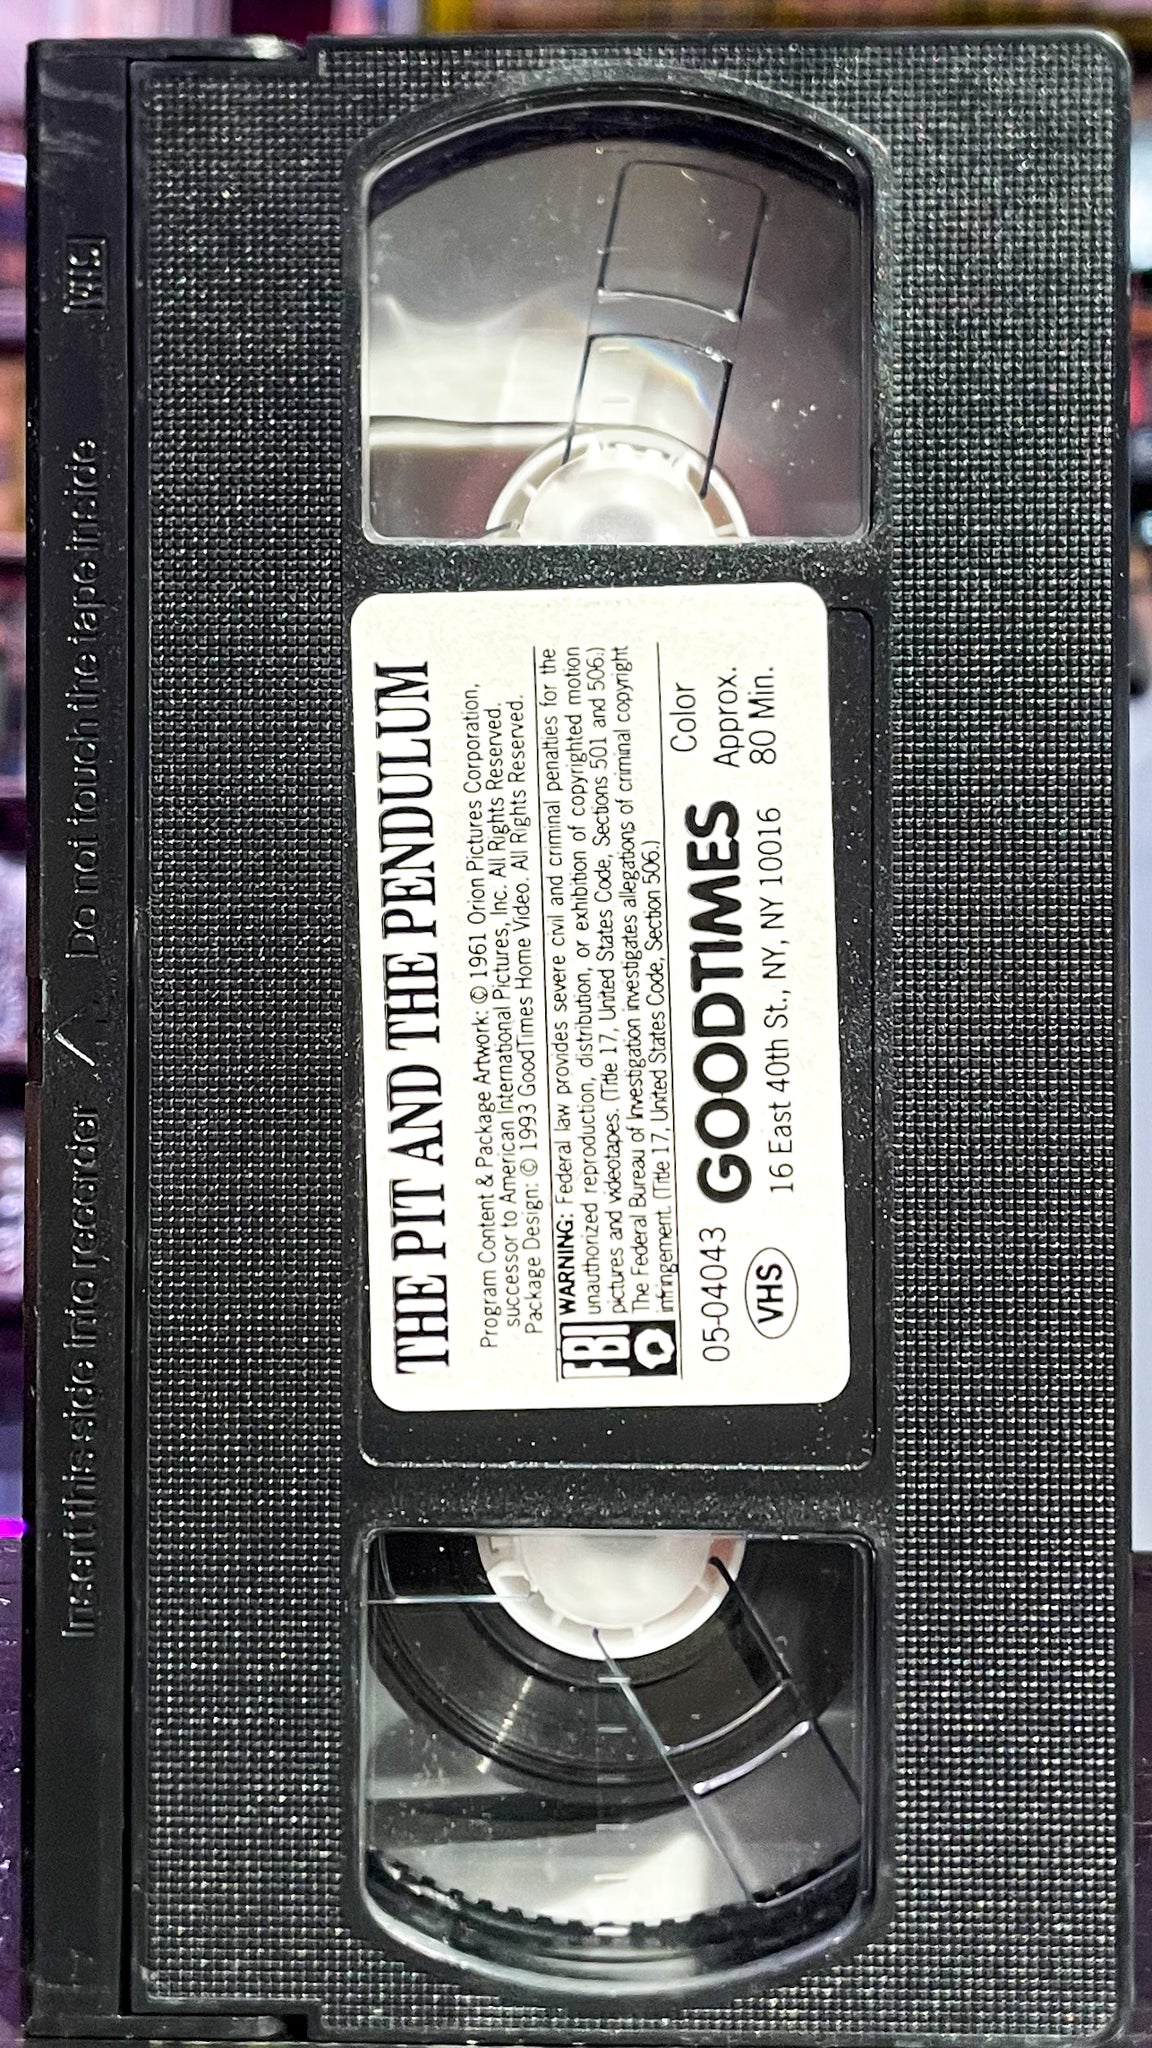 Insert this side into recorder
Do not touch the tape inside
THE PIT AND THE PENDULUM
Program Content & Package Artwork: © 1961 Orion Pictures Corporation,
successor to American International Pictures, Inc. All Rights Reserved.
Package Design: © 1993 GoodTimes Home Video. All Rights Reserved.
FBI
WARNING: Federal law provides severe civil and criminal penalties for the
unauthorized reproduction, distribution, or exhibition of copyrighted motion
pictures and videotapes. (Title 17, United States Code, Sections 501 and 506.)
The Federal Bureau of Investigation investigates allegations of criminal copyright
infringement. (Title 17, United States Code, Section 506.)
05-04043
VHS
GOODTIMES
16 East 40th St., NY, NY 10016
Color
Approx.
80 Min.